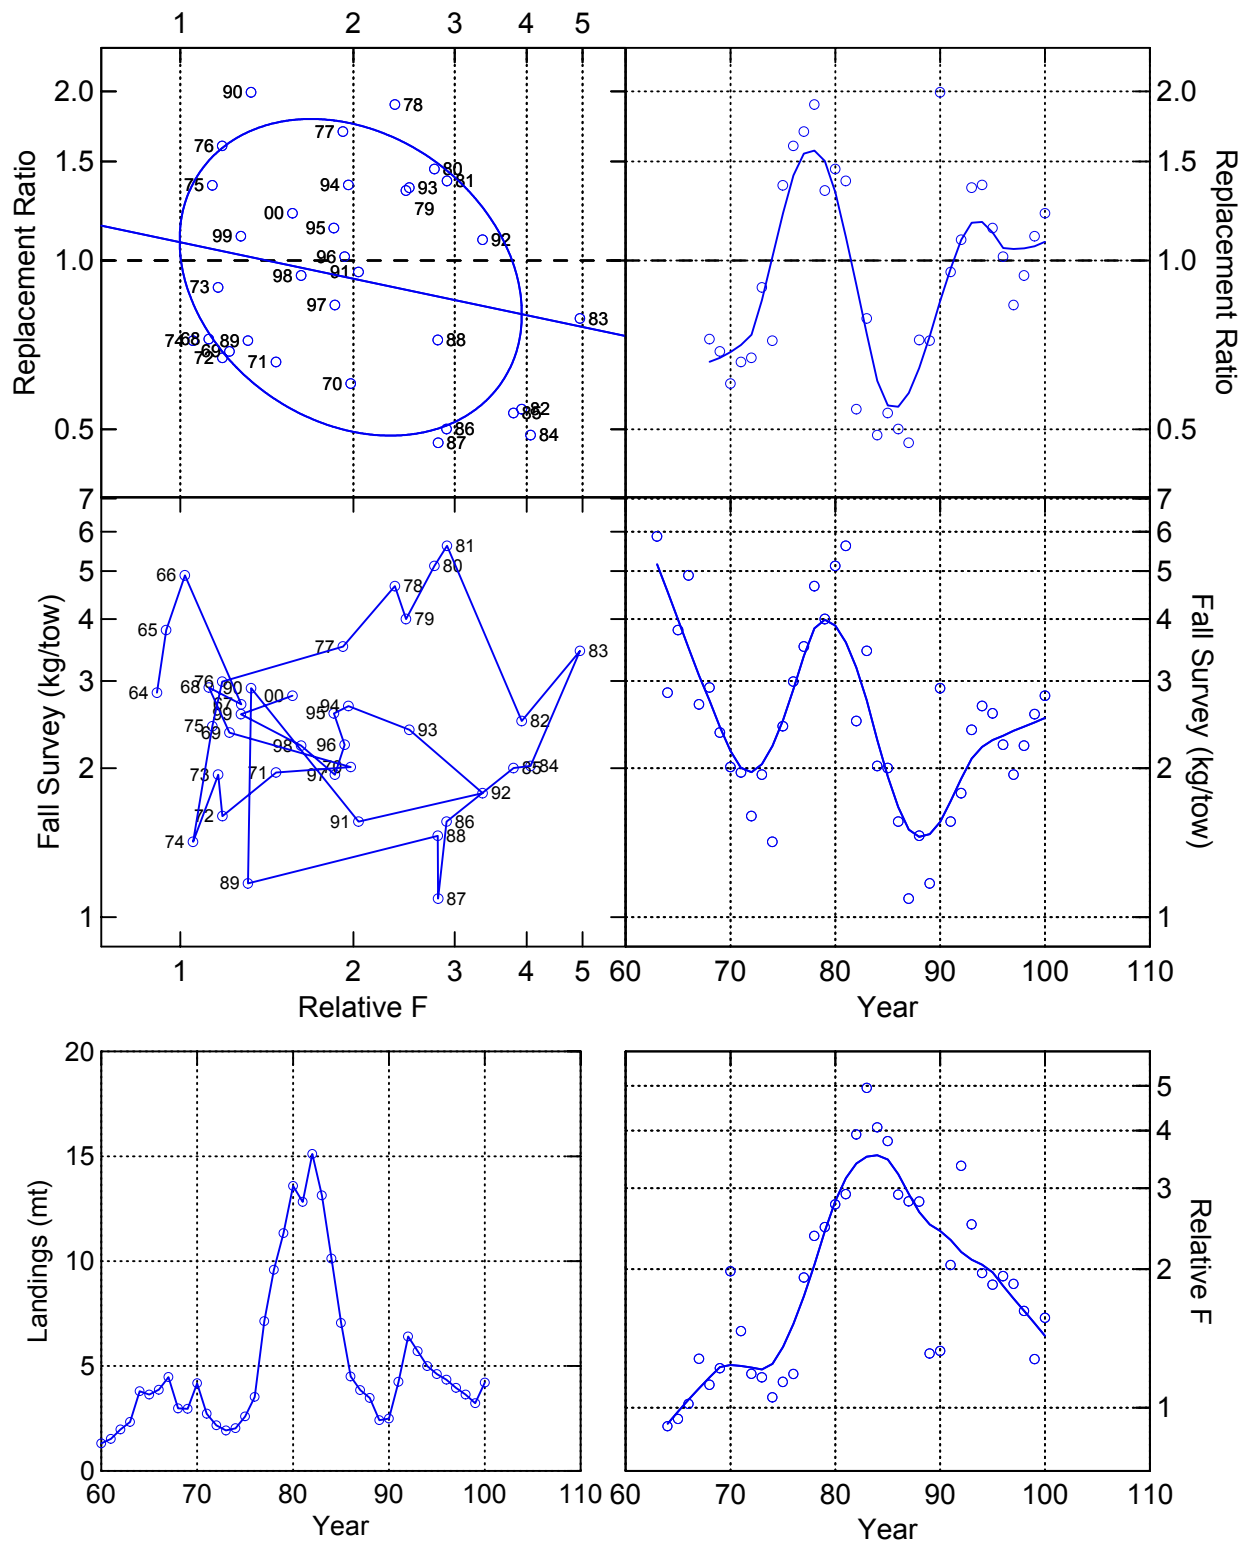 1 2 3 4 5
2.0 1.5 1.0 0.5
Replacement Ratio
90 78 77 76 80 81 75 94 93 79 00 95 99 92 96 91 98 73 97 83 74 68 89 88 69 72 71 70 82 85 86 84 87
2.0 1.5 1.0 0.5
Replacement Ratio
7 6 5 4 3 2 1
Fall Survey (kg/tow)
81 80 66 78 79 65 77 83 76 64 68 90 00 67 99 94 95 75 69 93 82 98 96 73 71 97 70 85 84 92 72 91 86 74 88 89 87
1 2 3 4 5
Relative F
7 6 5 4 3 2 1
Fall Survey (kg/tow)
60 70 80 90 100 110
Year
20 15 10 5 0
Landings (mt)
60 70 80 90 100 110
Year
5 4 3 2 1
Relative F
60 70 80 90 100 110
Year